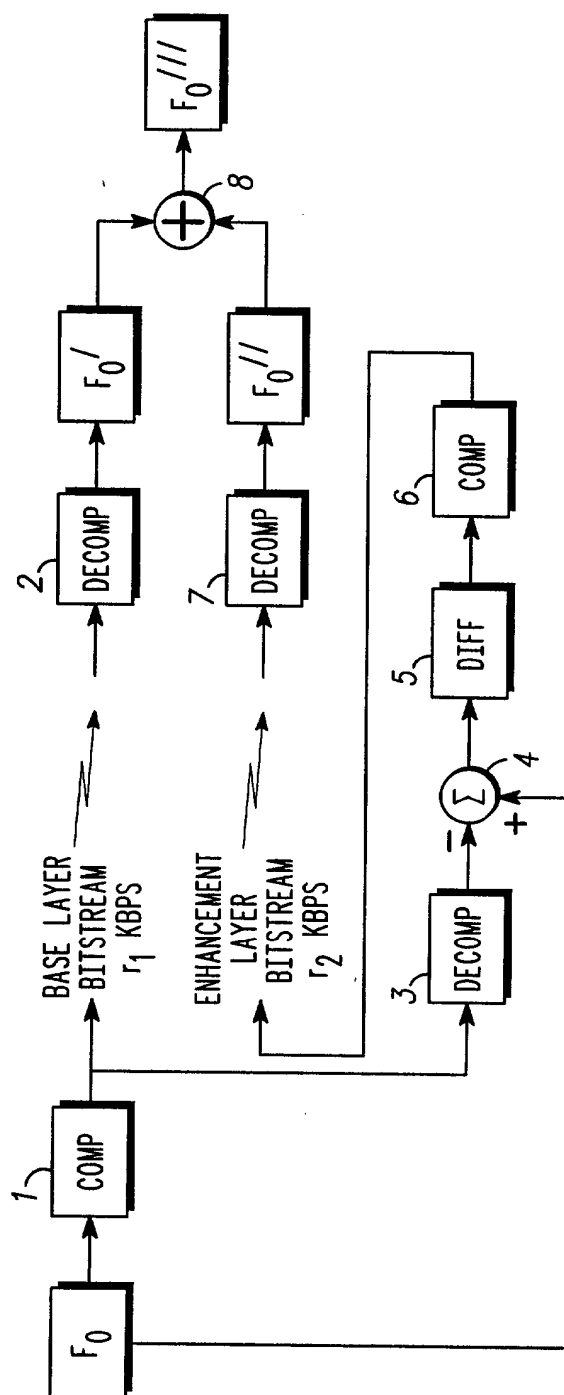 F0
1
COMP
BASE LAYER
BITSTREAM
r1 KBPS
2
DECOMP
F0/
ENHANCEMENT
LAYER
BITSTREAM
r2 KBPS
7
DECOMP
F0//
+
8
F0///
3
DECOMP
−
Σ
+
4
5
DIFF
6
COMP